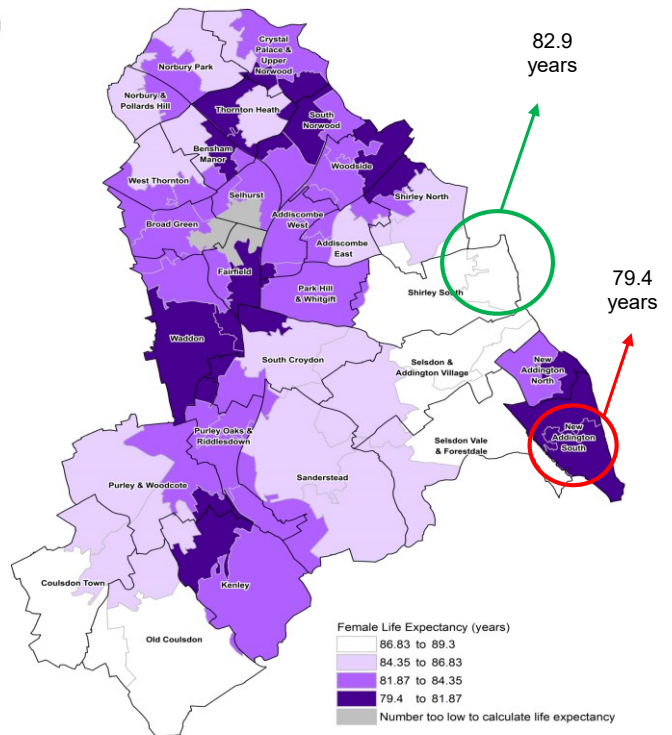 82.9
years
79.4
years
Norbury Park
Crystal
Palace &
Upper
Norwood
Norbury &
Pollards Hill
Thornton Heath
South
Norwood
Bensham
Manor
Woodside
West Thornton
Selhurst
Shirley North
Broad Green
Addiscombe
West
Addiscombe
East
Fairfield
Park Hill
& Whitgift
Shirley South
Waddon
South Croydon
Selsdon &
Addington Village
New
Addington
North
Purley Oaks &
Riddlesdown
Selsdon Vale
& Forestdale
New
Addington
South
Purley & Woodcote
Sanderstead
Coulsdon Town
Kenley
Old Coulsdon
Female Life Expectancy (years)
86.83 to 89.3
84.35 to 86.83
81.87 to 84.35
79.4 to 81.87
Number too low to calculate life expectancy